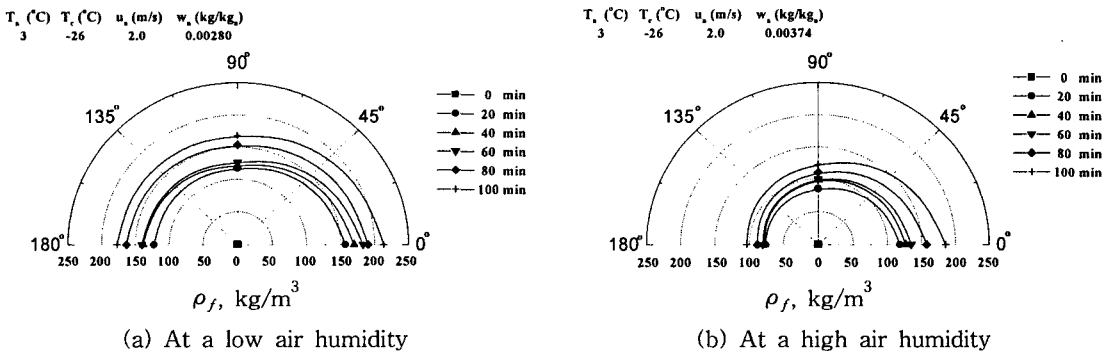 Tₐ (°C) T꜀ (°C) uₐ (m/s) wₐ (kg/kgₐ)
3 -26 2.0 0.00280
90°
135°
45°
180°
0°
250 200 150 100 50 0 50 100 150 200 250
0 min
20 min
40 min
60 min
80 min
100 min
ρf, kg/m³
(a) At a low air humidity
Tₐ (°C) T꜀ (°C) uₐ (m/s) wₐ (kg/kgₐ)
3 -26 2.0 0.00374
90°
135°
45°
180°
0°
250 200 150 100 50 0 50 100 150 200 250
0 min
20 min
40 min
60 min
80 min
100 min
ρf, kg/m³
(b) At a high air humidity